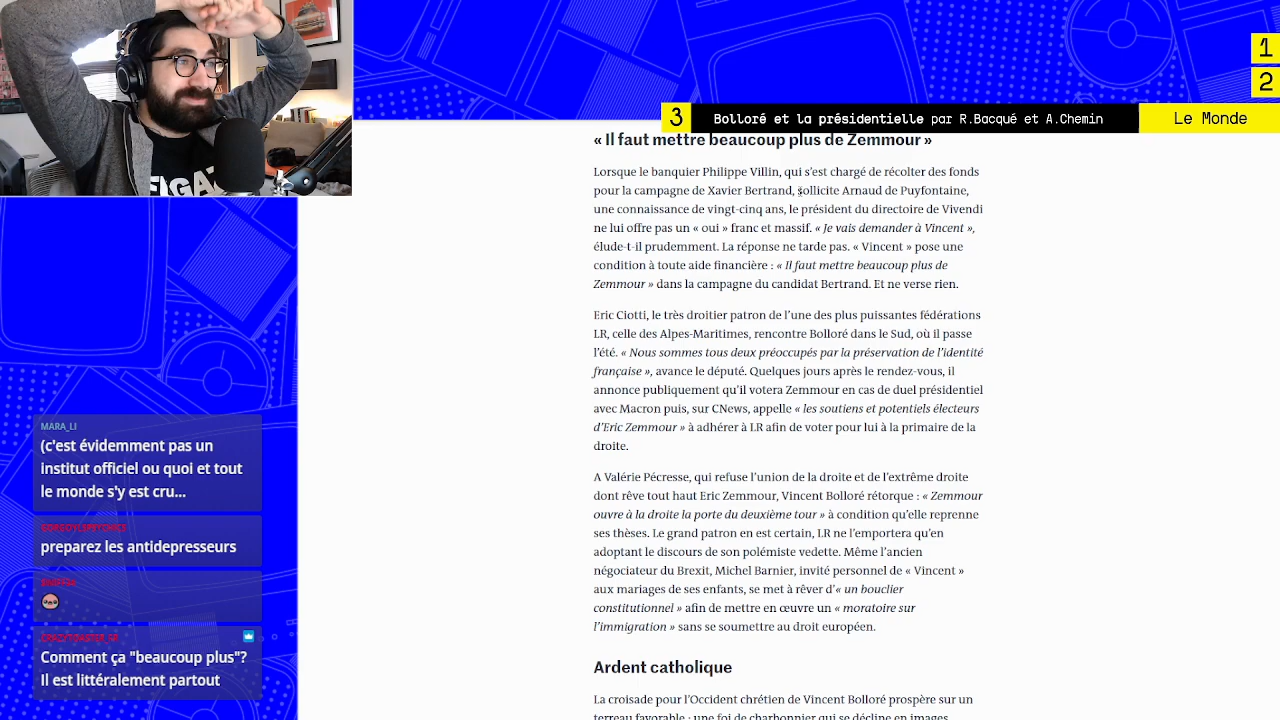 1
2
3 Bolloré et la présidentielle par R.Bacqué et A.Chemin Le Monde
« Il faut mettre beaucoup plus de Zemmour »
Lorsque le banquier Philippe Villin, qui s'est chargé de récolter des fonds
pour la campagne de Xavier Bertrand, sollicite Arnaud de Puyfontaine,
une connaissance de vingt-cinq ans, le président du directoire de Vivendi
ne lui offre pas un « oui » franc et massif. « Je vais demander à Vincent »,
élude-t-il prudemment. La réponse ne tarde pas. « Vincent » pose une
condition à toute aide financière : « Il faut mettre beaucoup plus de
Zemmour » dans la campagne du candidat Bertrand. Et ne verse rien.
Eric Ciotti, le très droitier patron de l'une des plus puissantes fédérations
LR, celle des Alpes-Maritimes, rencontre Bolloré dans le Sud, où il passe
l'été. « Nous sommes tous deux préoccupés par la préservation de l'identité
française », avance le député. Quelques jours après le rendez-vous, il
annonce publiquement qu'il votera Zemmour en cas de duel présidentiel
avec Macron puis, sur CNews, appelle « les soutiens et potentiels électeurs
d'Eric Zemmour » à adhérer à LR afin de voter pour lui à la primaire de la
droite.
A Valérie Pécresse, qui refuse l'union de la droite et de l'extrême droite
dont rêve tout haut Eric Zemmour, Vincent Bolloré rétorque : « Zemmour
ouvre à la droite la porte du deuxième tour » à condition qu'elle reprenne
ses thèses. Le grand patron en est certain, LR ne l'emportera qu'en
adoptant le discours de son polémiste vedette. Même l'ancien
négociateur du Brexit, Michel Barnier, invité personnel de « Vincent »
aux mariages de ses enfants, se met à rêver d'« un bouclier
constitutionnel » afin de mettre en œuvre un « moratoire sur
l'immigration » sans se soumettre au droit européen.
Ardent catholique
La croisade pour l'Occident chrétien de Vincent Bolloré prospère sur un
terreau favorable : une foi de charbonnier qui se décline en images
MARA_LI
(c'est évidemment pas un
institut officiel ou quoi et tout
le monde s'y est cru...
preparez les antidepresseurs
Comment ça "beaucoup plus"?
Il est littéralement partout